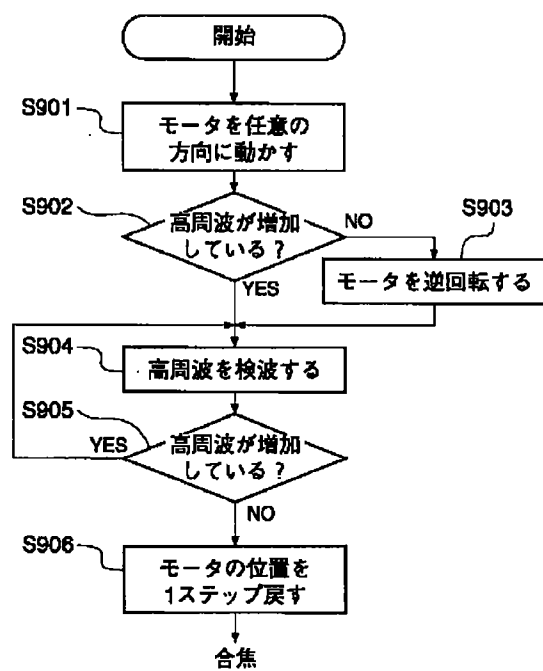 開始
S901
モータを任意の
方向に動かす
S902
高周波が増加
している?
NO
S903
モータを逆回転する
YES
S904
高周波を検波する
S905
高周波が増加
している?
YES
NO
S906
モータの位置を
1ステップ戻す
合焦